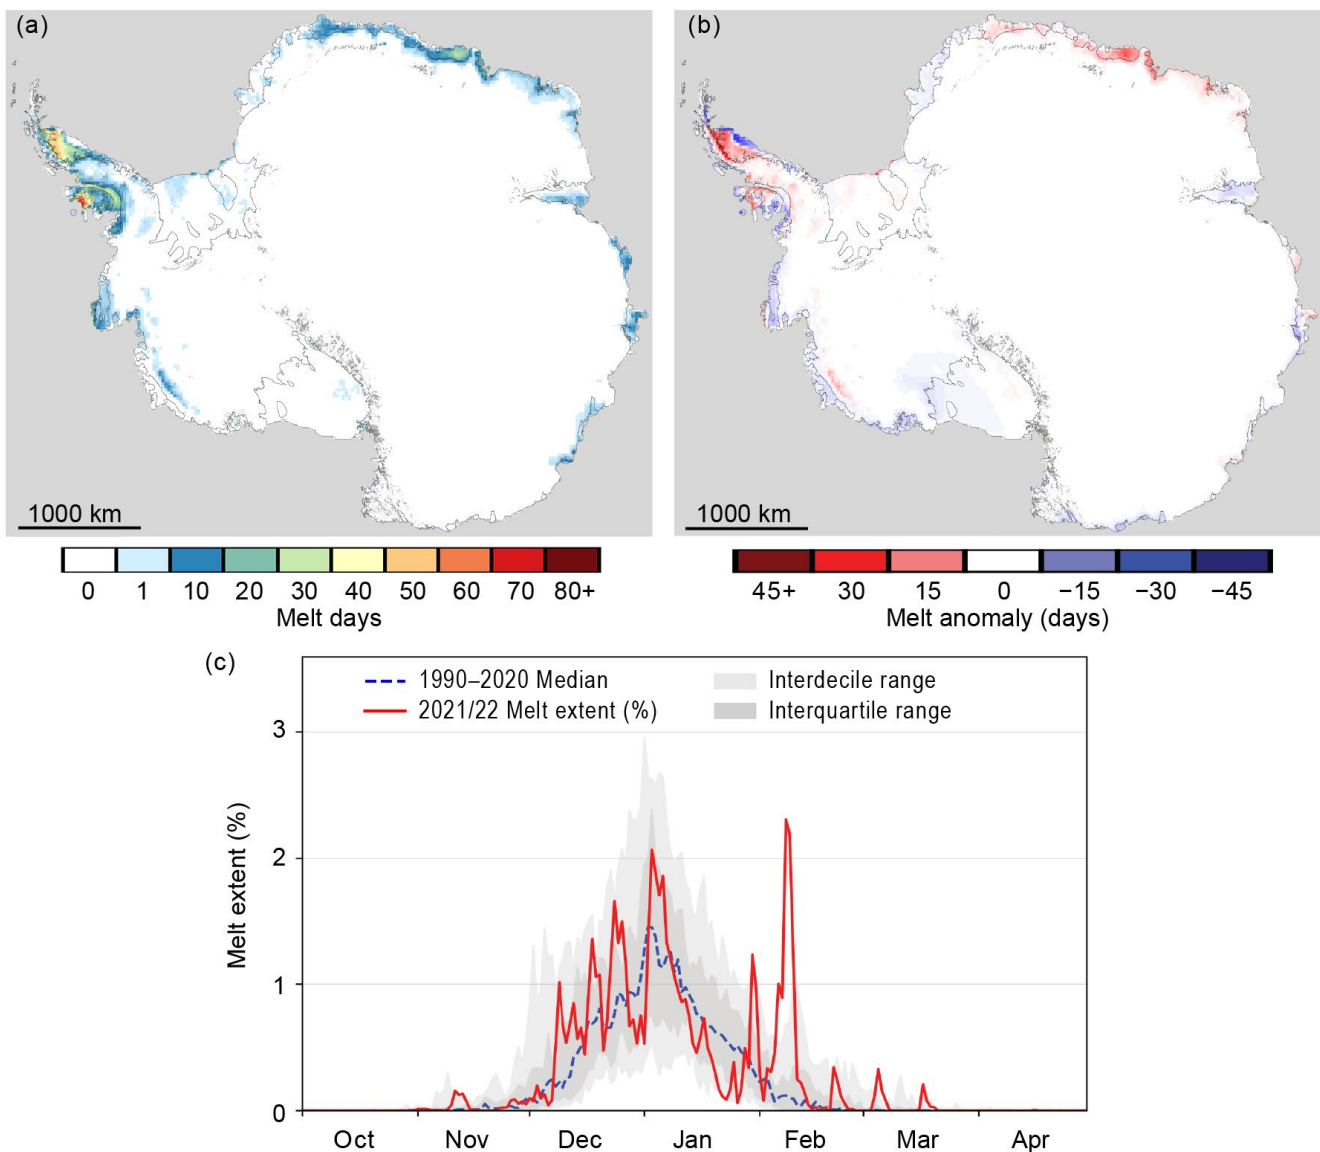 (a)
(b)
1000 km
1000 km
0 1 10 20 30 40 50 60 70 80+
Melt days
45+ 30 15 0 −15 −30 −45
Melt anomaly (days)
(c)
1990–2020 Median
2021/22 Melt extent (%)
Interdecile range
Interquartile range
Melt extent (%)
3
2
1
0
Oct Nov Dec Jan Feb Mar Apr